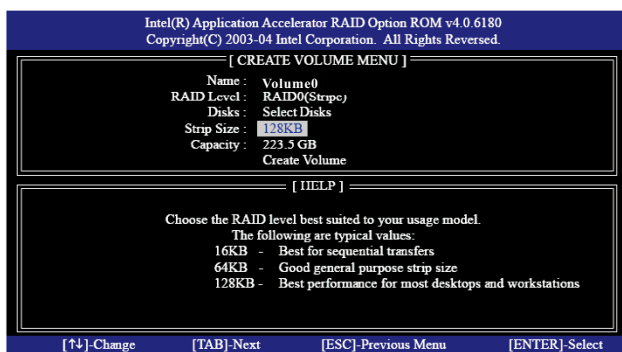 Intel(R) Application Accelerator RAID Option ROM v4.0.6180
Copyright(C) 2003-04 Intel Corporation. All Rights Reversed.
[ CREATE VOLUME MENU ]
Name : Volume0
RAID Level : RAID0(Stripe)
Disks : Select Disks
Strip Size : 128KB
Capacity : 223.5 GB
Create Volume
[ HELP ]
Choose the RAID level best suited to your usage model.
The following are typical values:
16KB - Best for sequential transfers
64KB - Good general purpose strip size
128KB - Best performance for most desktops and workstations
[↑↓]-Change [TAB]-Next [ESC]-Previous Menu [ENTER]-Select